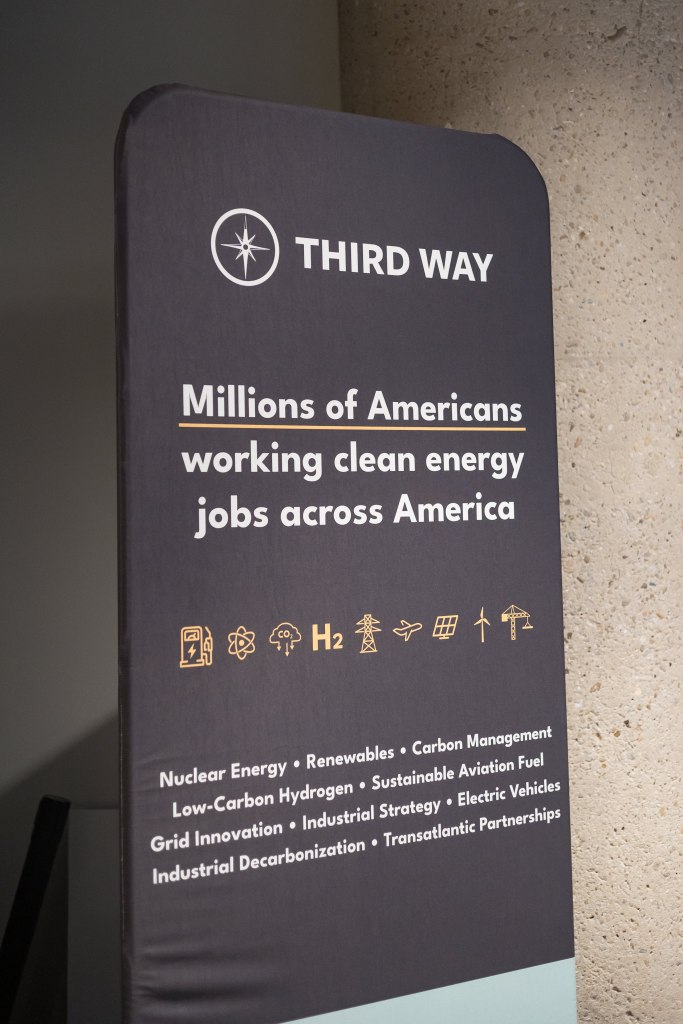 THIRD WAY
Millions of Americans
working clean energy
jobs across America
CO₂
H₂
Nuclear Energy • Renewables • Carbon Management
Low-Carbon Hydrogen • Sustainable Aviation Fuel
Grid Innovation • Industrial Strategy • Electric Vehicles
Industrial Decarbonization • Transatlantic Partnerships